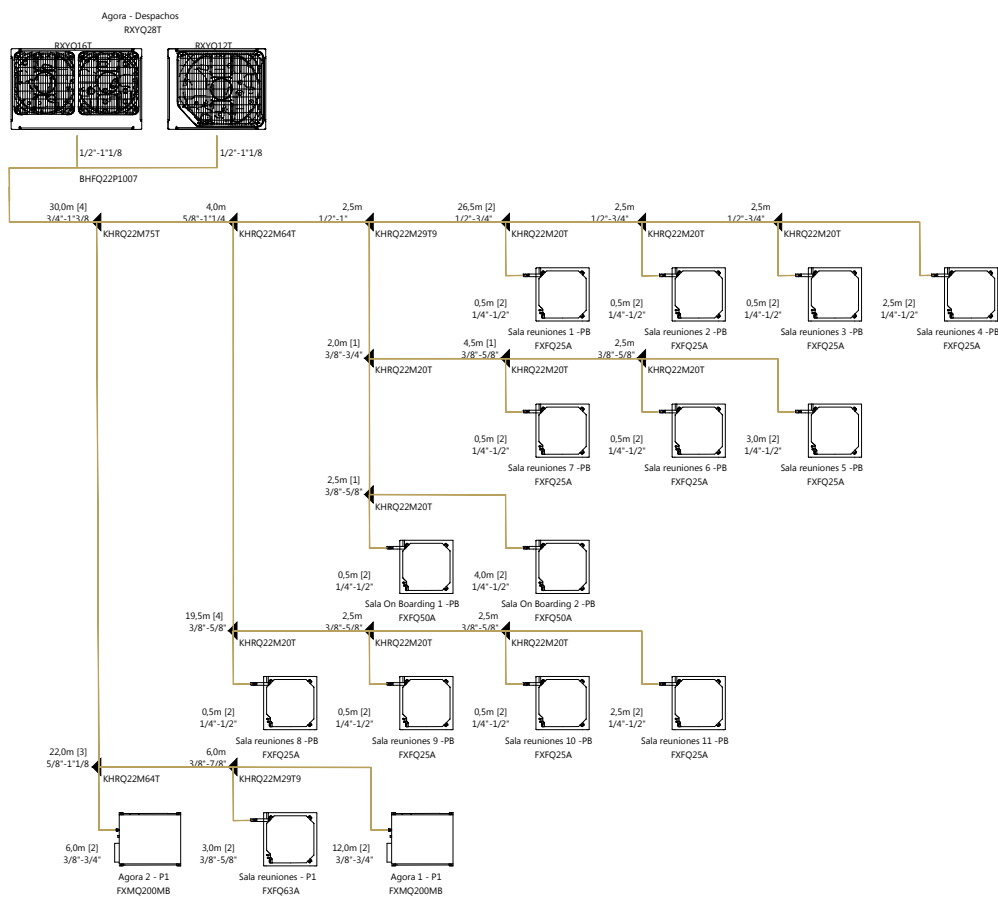 Agora - Despachos
RXYQ28T
RXYQ16T
RXYQ12T
1/2"-1"1/8
1/2"-1"1/8
BHFQ22P1007
30,0m [4]
3/4"-1"3/8
KHRQ22M75T
4,0m
5/8"-1"1/4
KHRQ22M64T
2,5m
1/2"-1"
KHRQ22M29T9
26,5m [2]
1/2"-3/4"
KHRQ22M20T
2,5m
1/2"-3/4"
KHRQ22M20T
2,5m
1/2"-3/4"
KHRQ22M20T
0,5m [2]
1/4"-1/2"
Sala reuniones 1 -PB
FXFQ25A
0,5m [2]
1/4"-1/2"
Sala reuniones 2 -PB
FXFQ25A
0,5m [2]
1/4"-1/2"
Sala reuniones 3 -PB
FXFQ25A
2,5m [2]
1/4"-1/2"
Sala reuniones 4 -PB
FXFQ25A
2,0m [1]
3/8"-3/4"
KHRQ22M20T
4,5m [1]
3/8"-5/8"
KHRQ22M20T
2,5m
3/8"-5/8"
KHRQ22M20T
0,5m [2]
1/4"-1/2"
Sala reuniones 7 -PB
FXFQ25A
0,5m [2]
1/4"-1/2"
Sala reuniones 6 -PB
FXFQ25A
3,0m [2]
1/4"-1/2"
Sala reuniones 5 -PB
FXFQ25A
2,5m [1]
3/8"-5/8"
KHRQ22M20T
0,5m [2]
1/4"-1/2"
Sala On Boarding 1 -PB
FXFQ50A
4,0m [2]
1/4"-1/2"
Sala On Boarding 2 -PB
FXFQ50A
19,5m [4]
3/8"-5/8"
KHRQ22M20T
2,5m
3/8"-5/8"
KHRQ22M20T
2,5m
3/8"-5/8"
KHRQ22M20T
0,5m [2]
1/4"-1/2"
Sala reuniones 8 -PB
FXFQ25A
0,5m [2]
1/4"-1/2"
Sala reuniones 9 -PB
FXFQ25A
0,5m [2]
1/4"-1/2"
Sala reuniones 10 -PB
FXFQ25A
2,5m [2]
1/4"-1/2"
Sala reuniones 11 -PB
FXFQ25A
22,0m [3]
5/8"-1"1/8
KHRQ22M64T
6,0m
3/8"-7/8"
KHRQ22M29T9
6,0m [2]
3/8"-3/4"
Agora 2 - P1
FXMQ200MB
3,0m [2]
3/8"-5/8"
Sala reuniones - P1
FXFQ63A
12,0m [2]
3/8"-3/4"
Agora 1 - P1
FXMQ200MB